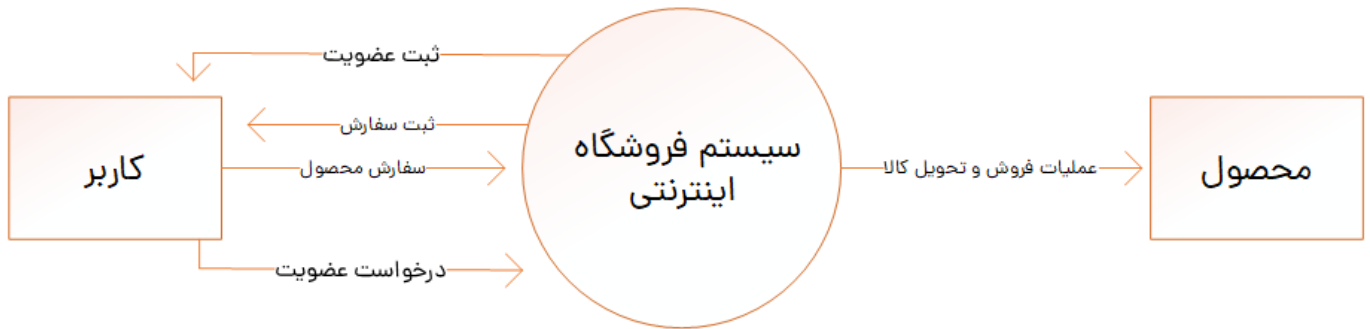 ثبت عضویت
ثبت سفارش
سفارش محصول
درخواست عضویت
کاربر
سیستم فروشگاه
اینترنتی
عملیات فروش و تحویل کالا
محصول